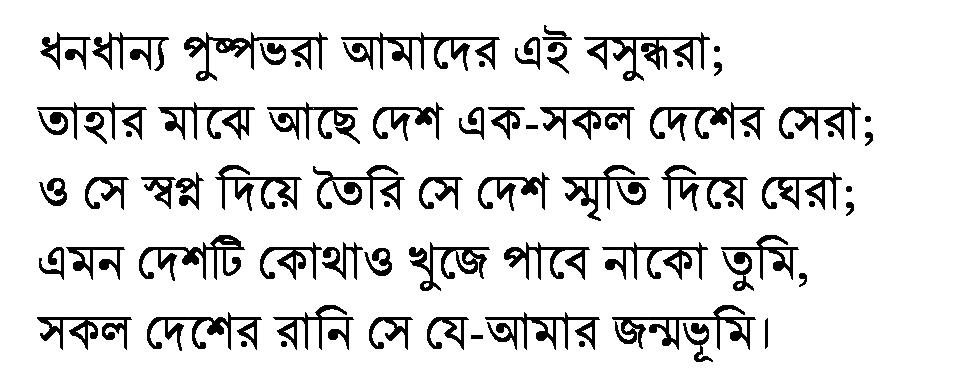 ধনধান্য পুষ্পভরা আমাদের এই বসুন্ধরা;
তাহার মাঝে আছে দেশ এক-সকল দেশের সেরা;
ও সে স্বপ্ন দিয়ে তৈরি সে দেশ স্মৃতি দিয়ে ঘেরা;
এমন দেশটি কোথাও খুজে পাবে নাকো তুমি,
সকল দেশের রানি সে যে-আমার জন্মভূমি।